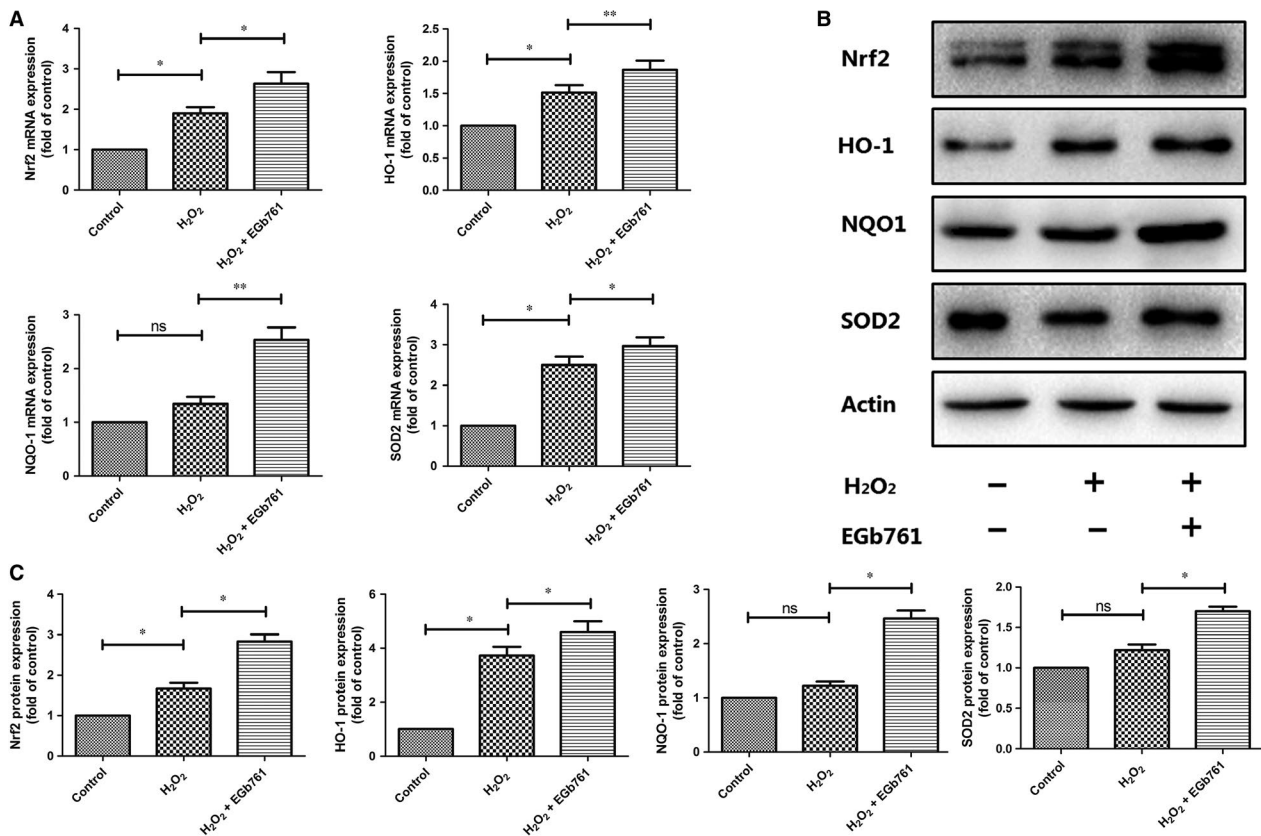 A
Nrf2 mRNA expression
(fold of control)
4
3
2
1
0
*
*
Control
H₂O₂
H₂O₂ + EGb761
HO-1 mRNA expression
(fold of control)
2.5
2.0
1.5
1.0
0.5
0.0
*
**
Control
H₂O₂
H₂O₂ + EGb761
NQO-1 mRNA expression
(fold of control)
3
2
1
0
ns
**
Control
H₂O₂
H₂O₂ + EGb761
SOD2 mRNA expression
(fold of control)
4
3
2
1
0
*
*
Control
H₂O₂
H₂O₂ + EGb761
B
Nrf2
HO-1
NQO1
SOD2
Actin
H₂O₂ − + +
EGb761 − − +
C
Nrf2 protein expression
(fold of control)
4
3
2
1
0
*
*
Control
H₂O₂
H₂O₂ + EGb761
HO-1 protein expression
(fold of control)
6
4
2
0
*
*
Control
H₂O₂
H₂O₂ + EGb761
NQO-1 protein expression
(fold of control)
3
2
1
0
ns
*
Control
H₂O₂
H₂O₂ + EGb761
SOD2 protein expression
(fold of control)
2.0
1.5
1.0
0.5
0.0
ns
*
Control
H₂O₂
H₂O₂ + EGb761